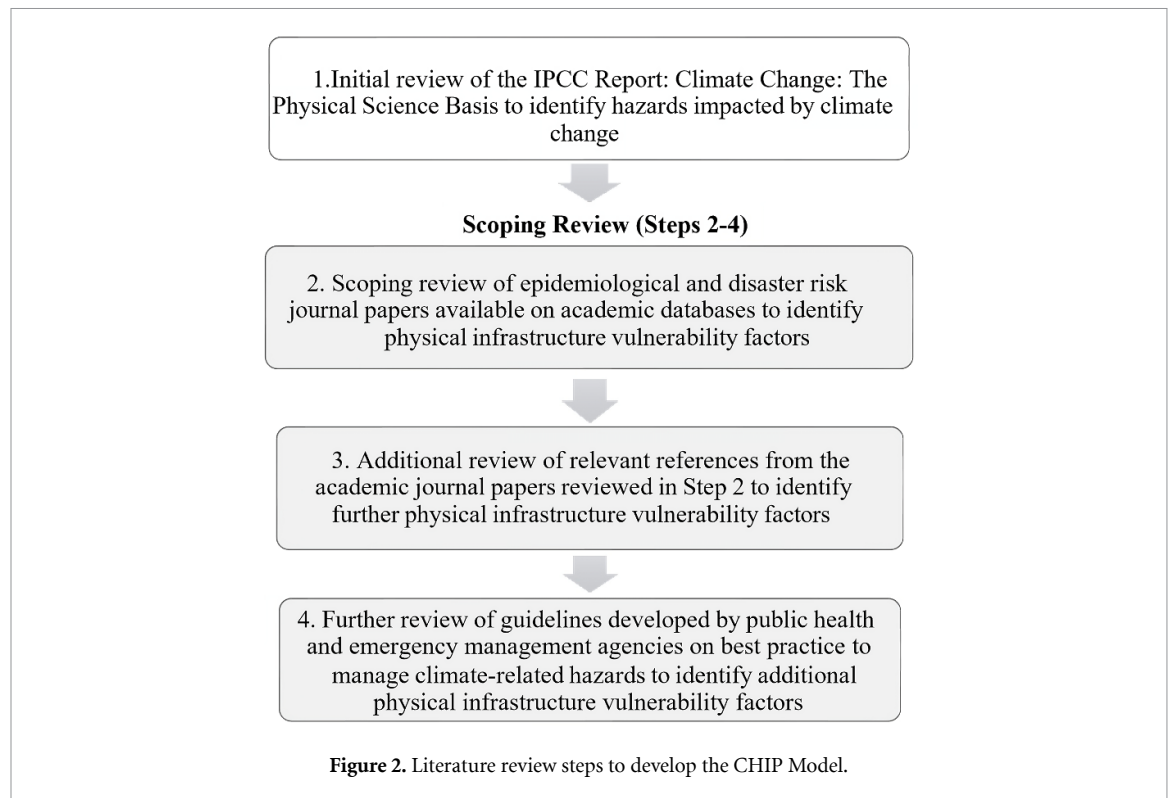 1.Initial review of the IPCC Report: Climate Change: The
Physical Science Basis to identify hazards impacted by climate
change
Scoping Review (Steps 2-4)
2. Scoping review of epidemiological and disaster risk
journal papers available on academic databases to identify
physical infrastructure vulnerability factors
3. Additional review of relevant references from the
academic journal papers reviewed in Step 2 to identify
further physical infrastructure vulnerability factors
4. Further review of guidelines developed by public health
and emergency management agencies on best practice to
manage climate-related hazards to identify additional
physical infrastructure vulnerability factors
Figure 2. Literature review steps to develop the CHIP Model.